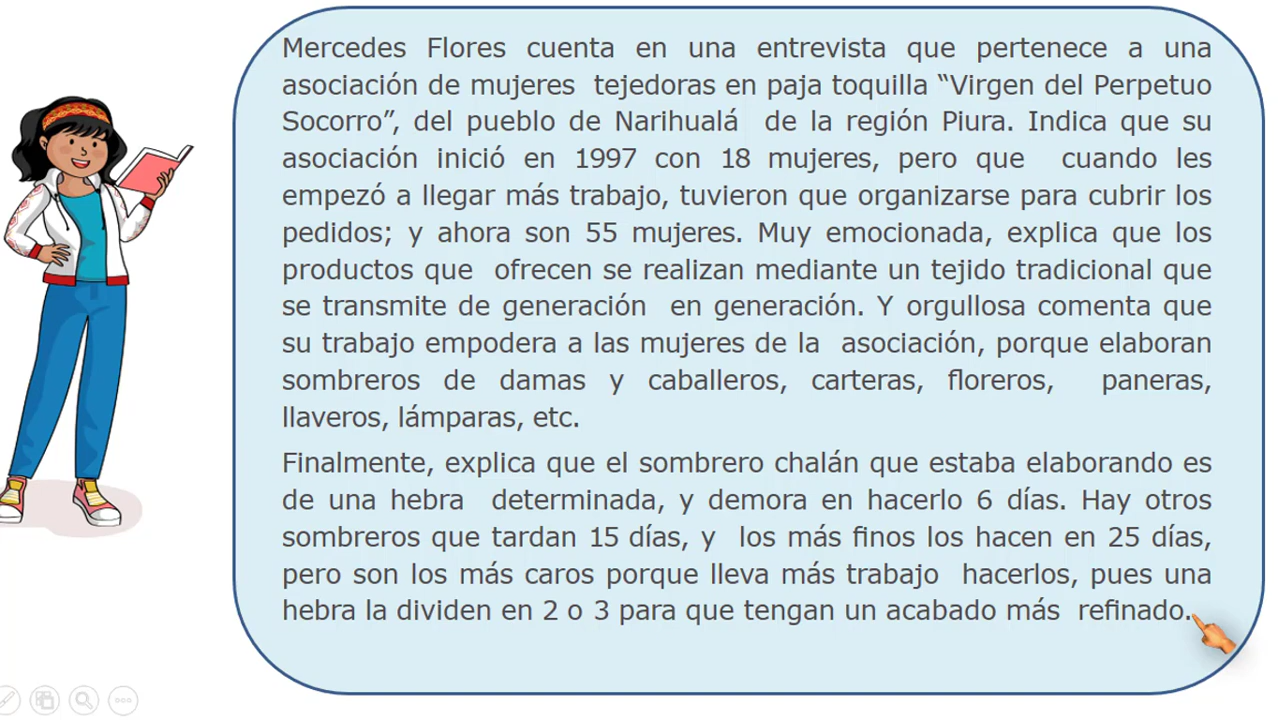 Mercedes Flores cuenta en una entrevista que pertenece a una
asociación de mujeres tejedoras en paja toquilla “Virgen del Perpetuo
Socorro”, del pueblo de Narihualá de la región Piura. Indica que su
asociación inició en 1997 con 18 mujeres, pero que cuando les
empezó a llegar más trabajo, tuvieron que organizarse para cubrir los
pedidos; y ahora son 55 mujeres. Muy emocionada, explica que los
productos que ofrecen se realizan mediante un tejido tradicional que
se transmite de generación en generación. Y orgullosa comenta que
su trabajo empodera a las mujeres de la asociación, porque elaboran
sombreros de damas y caballeros, carteras, floreros, paneras,
llaveros, lámparas, etc.
Finalmente, explica que el sombrero chalán que estaba elaborando es
de una hebra determinada, y demora en hacerlo 6 días. Hay otros
sombreros que tardan 15 días, y los más finos los hacen en 25 días,
pero son los más caros porque lleva más trabajo hacerlos, pues una
hebra la dividen en 2 o 3 para que tengan un acabado más refinado.